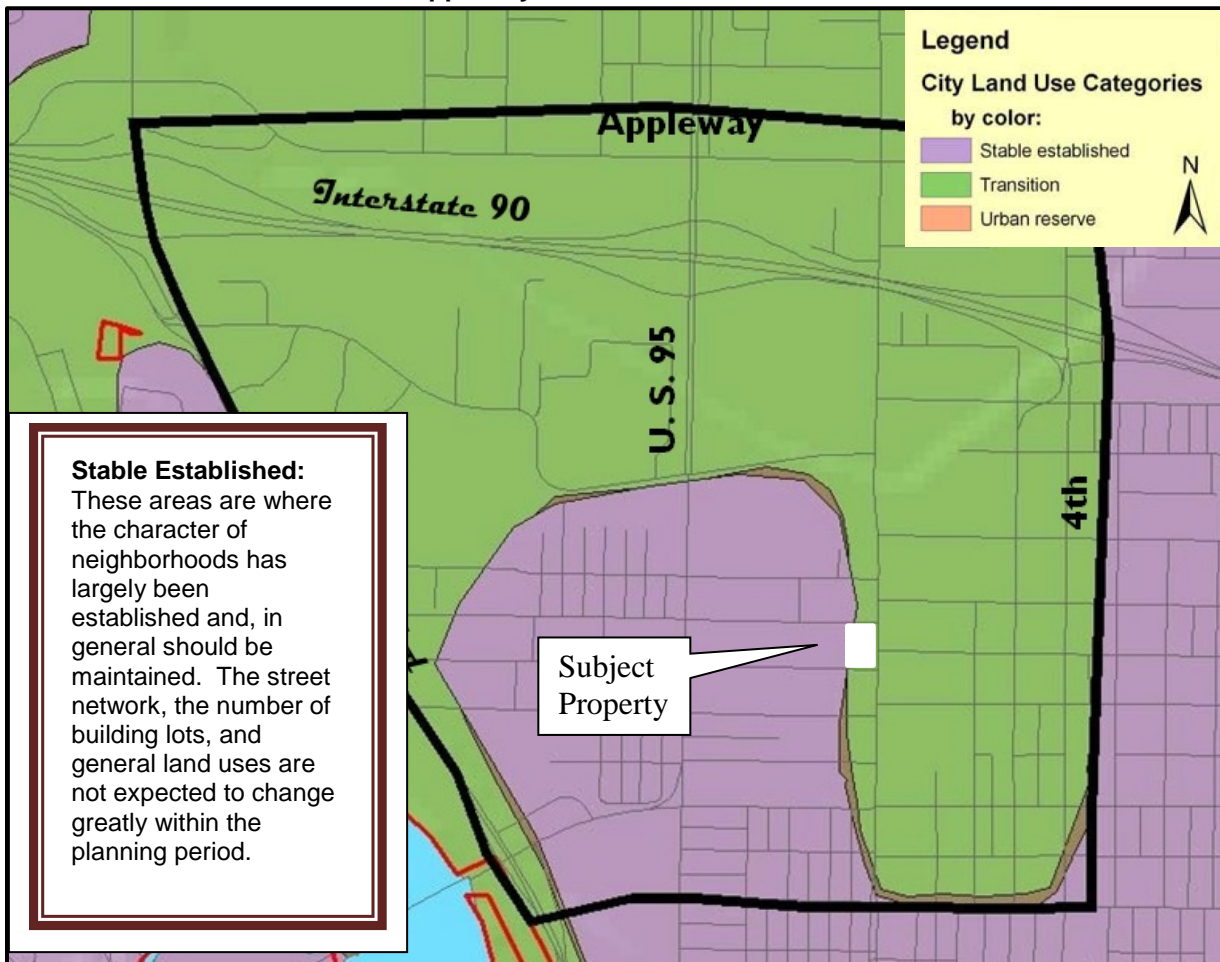 Legend
City Land Use Categories
by color:
Stable established
Transition
Urban reserve
N
Appleway
Interstate 90
U. S. 95
4th
Stable Established:
These areas are where
the character of
neighborhoods has
largely been
established and, in
general should be
maintained.  The street
network, the number of
building lots, and
general land uses are
not expected to change
greatly within the
planning period.
Subject
Property